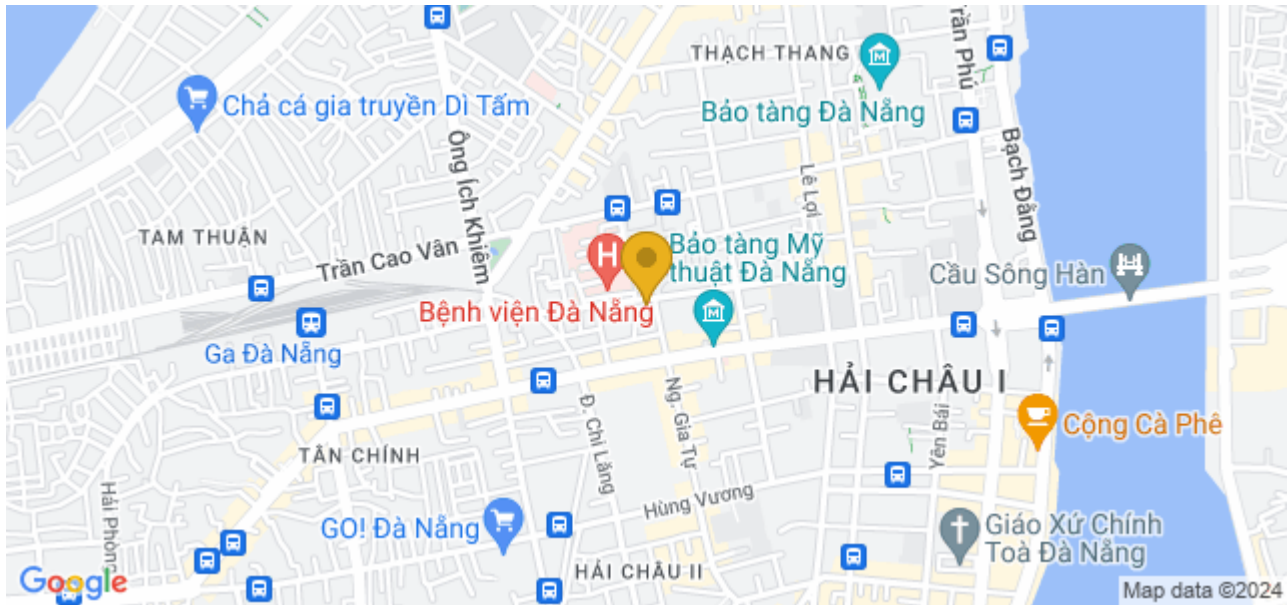 THẠCH THANG
Trần Phú
Bảo tàng Đà Nẵng
Chả cá gia truyền Dì Tấm
Ông Ích Khiêm
Lê Lợi
Bạch Đằng
TAM THUẬN
Trần Cao Vân
H
Bảo tàng Mỹ
thuật Đà Nẵng
Cầu Sông Hàn
Bệnh viện Đà Nẵng
Ga Đà Nẵng
HẢI CHÂU I
Đ. Chi Lăng
Ng. Gia Tự
Yên Bái
Cộng Cà Phê
TÂN CHÍNH
Hải Phòng
Hùng Vương
GO! Đà Nẵng
Giáo Xứ Chính
Toà Đà Nẵng
HẢI CHÂU II
Google
Map data ©2024